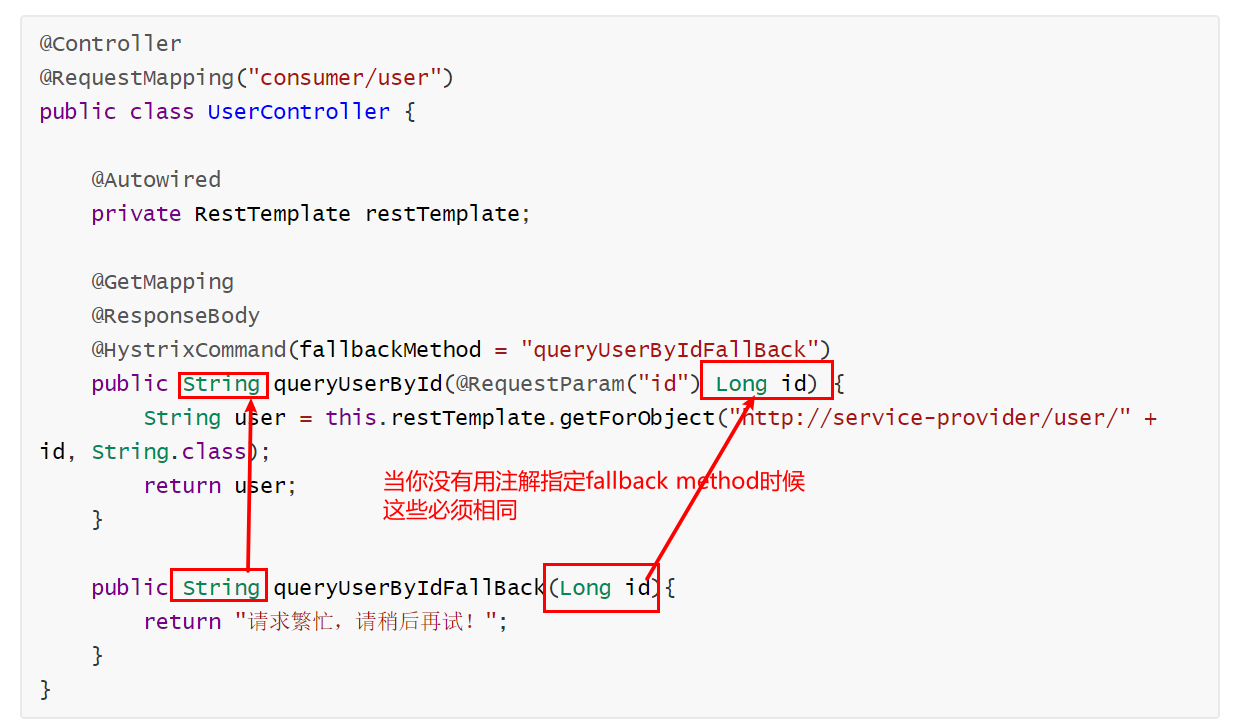 @Controller
@RequestMapping("consumer/user")
public class UserController {
@Autowired
private RestTemplate restTemplate;
@GetMapping
@ResponseBody
@HystrixCommand(fallbackMethod = "queryUserByIdFallBack")
public String queryUserById(@RequestParam("id") Long id) {
String user = this.restTemplate.getForObject("http://service-provider/user/" +
id, String.class);
return user;
当你没有用注解指定fallback method时候
这些必须相同
}
public String queryUserByIdFallBack(Long id){
return "请求繁忙，请稍后再试！";
}
}